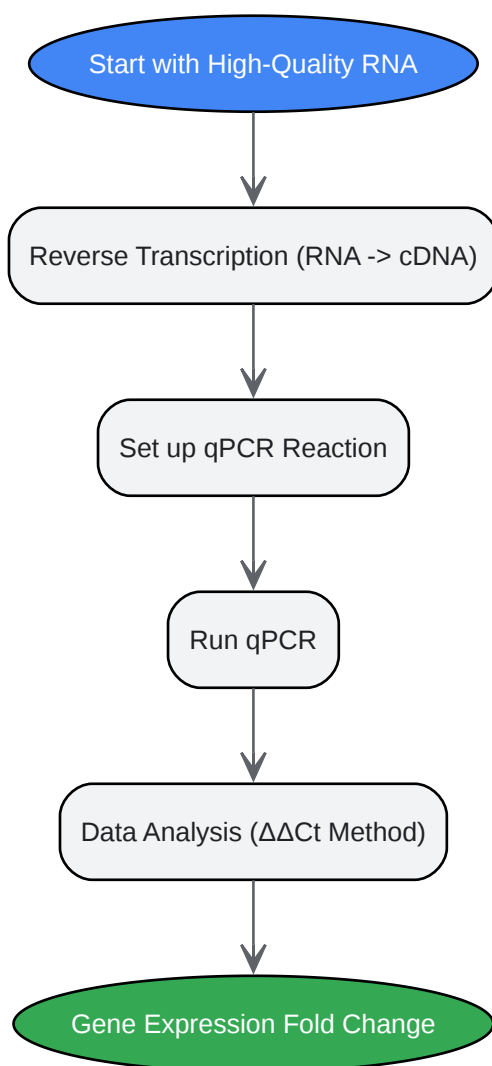 Start with High-Quality RNA
Reverse Transcription (RNA -> cDNA)
Set up qPCR Reaction
Run qPCR
Data Analysis (ΔΔCt Method)
Gene Expression Fold Change